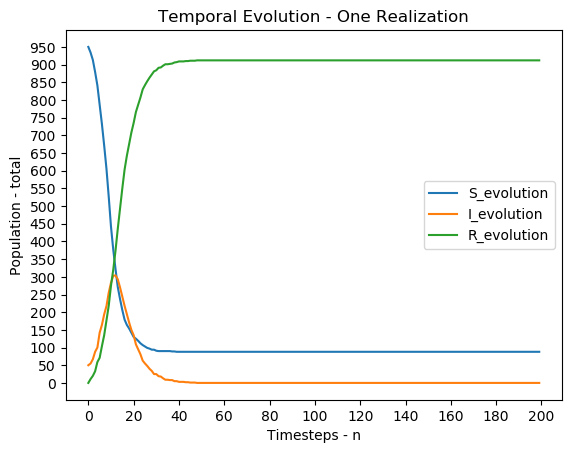 Temporal Evolution - One Realization
950
900
850
800
750
700
650
600
550
500
450
400
350
300
250
200
150
100
50
0
Population - total
S_evolution
I_evolution
R_evolution
0 20 40 60 80 100 120 140 160 180 200
Timesteps - n